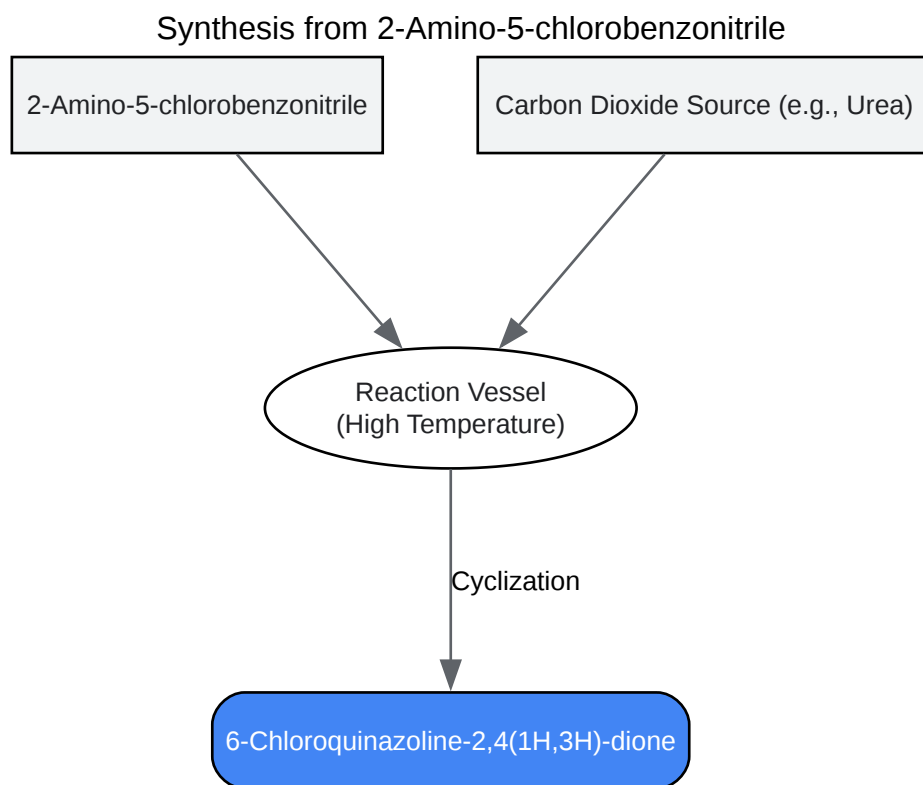 Synthesis from 2-Amino-5-chlorobenzonitrile
2-Amino-5-chlorobenzonitrile
Carbon Dioxide Source (e.g., Urea)
Reaction Vessel
(High Temperature)
Cyclization
6-Chloroquinazoline-2,4(1H,3H)-dione